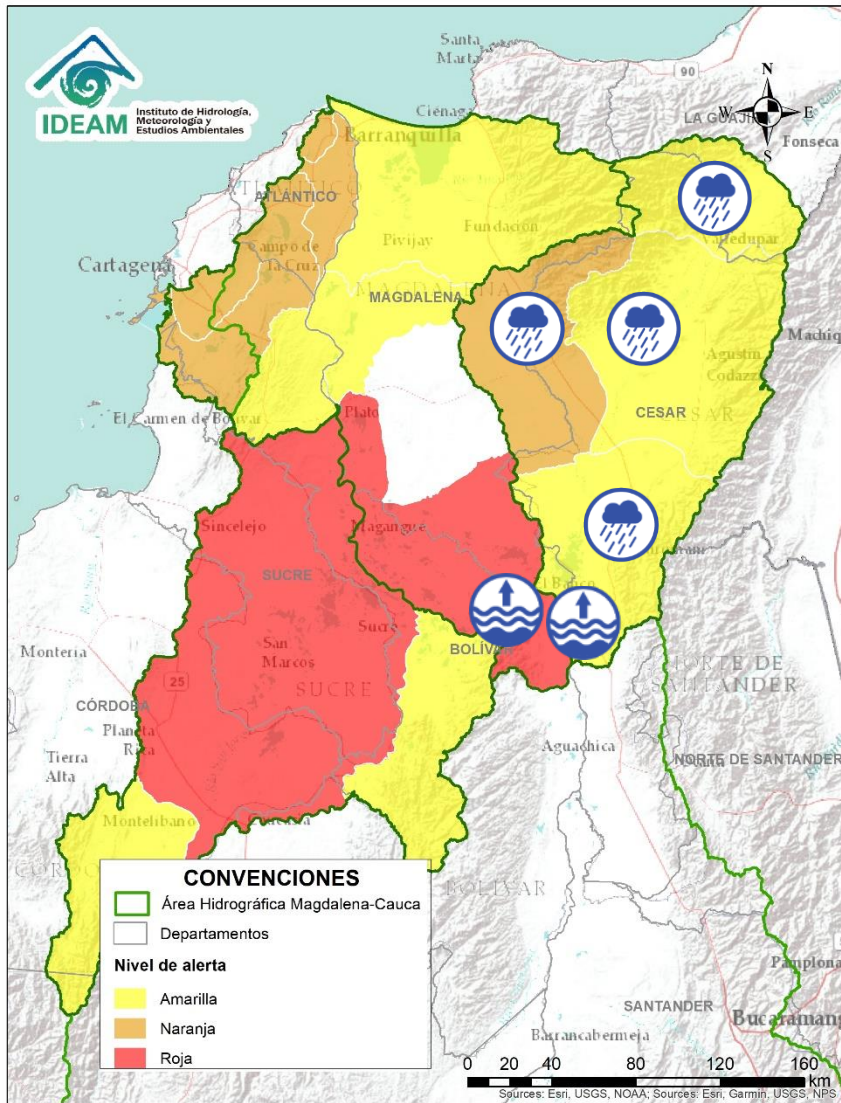 IDEAM
Instituto de Hidrología,
Meteorología y
Estudios Ambientales
Santa
Marta
90
N
W
E
S
LA GUAJIRA
Fonseca
Ciénaga
Barranquilla
ATLÁNTICO
Valledupar
Fundación
Pivijay
Campo de
la Cruz
Cartagena
MAGDALENA
Agustín
Codazzi
CESAR
El Carmen de Bolívar
Plato
Sincelejo
Magangué
SUCRE
El Banco
Sucre
BOLÍVAR
San
Marcos
SUCRE
Montería
25
CÓRDOBA
Planeta
Rica
Tierra
Alta
NORTE DE
SANTANDER
Aguachica
NORTE DE SANTANDER
Montelibano
BOLÍVAR
CONVENCIONES
Área Hidrográfica Magdalena-Cauca
Departamentos
Nivel de alerta
Amarilla
Naranja
Roja
Pamplona
SANTANDER
Bucaramang
Barrancabermeja
0 20 40 80 120 160
km
Sources: Esri, USGS, NOAA; Sources: Esri, Garmin, USGS, NPS